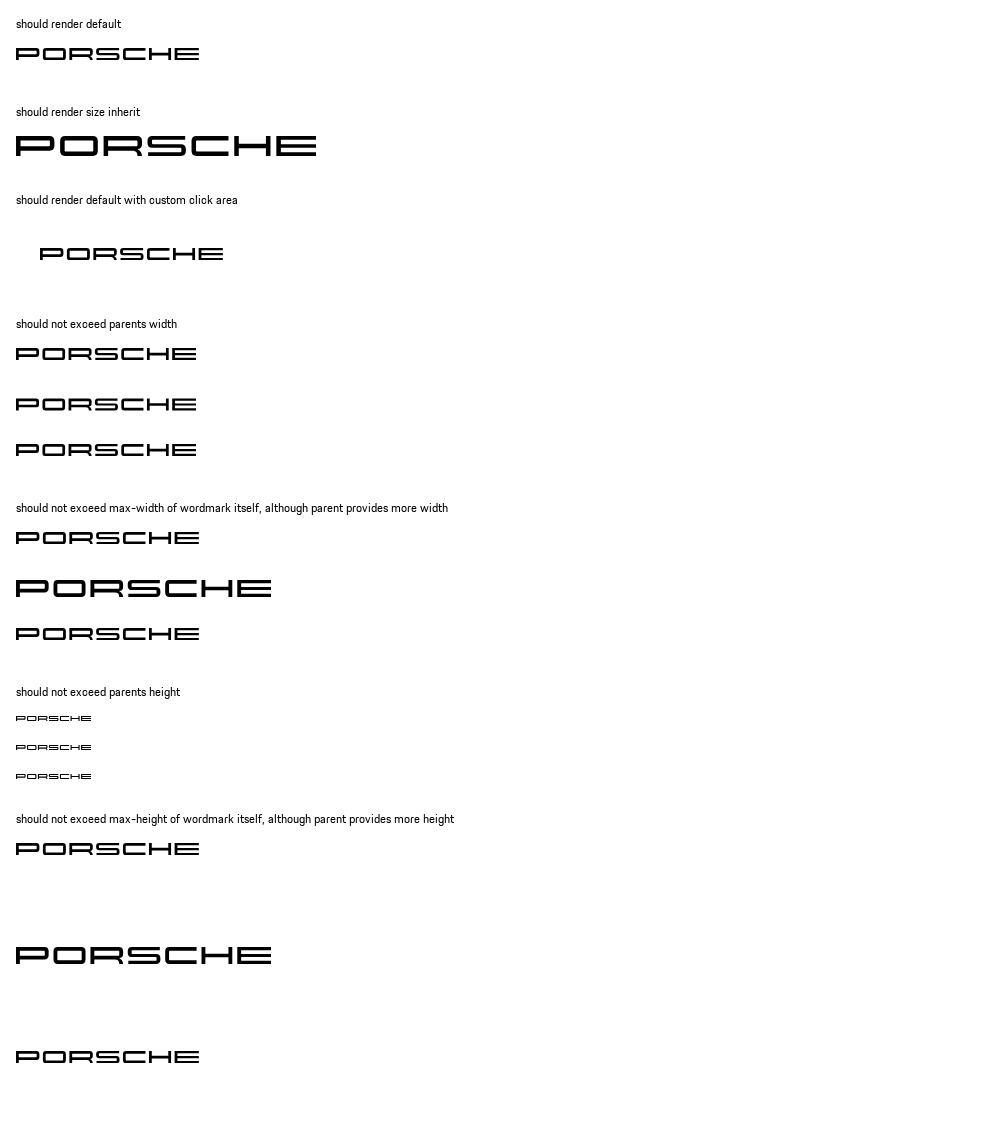 should render default
PORSCHE
should render size inherit
PORSCHE
should render default with custom click area
PORSCHE
should not exceed parents width
PORSCHE
PORSCHE
PORSCHE
should not exceed max-width of wordmark itself, although parent provides more width
PORSCHE
PORSCHE
PORSCHE
should not exceed parents height
PORSCHE
PORSCHE
PORSCHE
should not exceed max-height of wordmark itself, although parent provides more height
PORSCHE
PORSCHE
PORSCHE